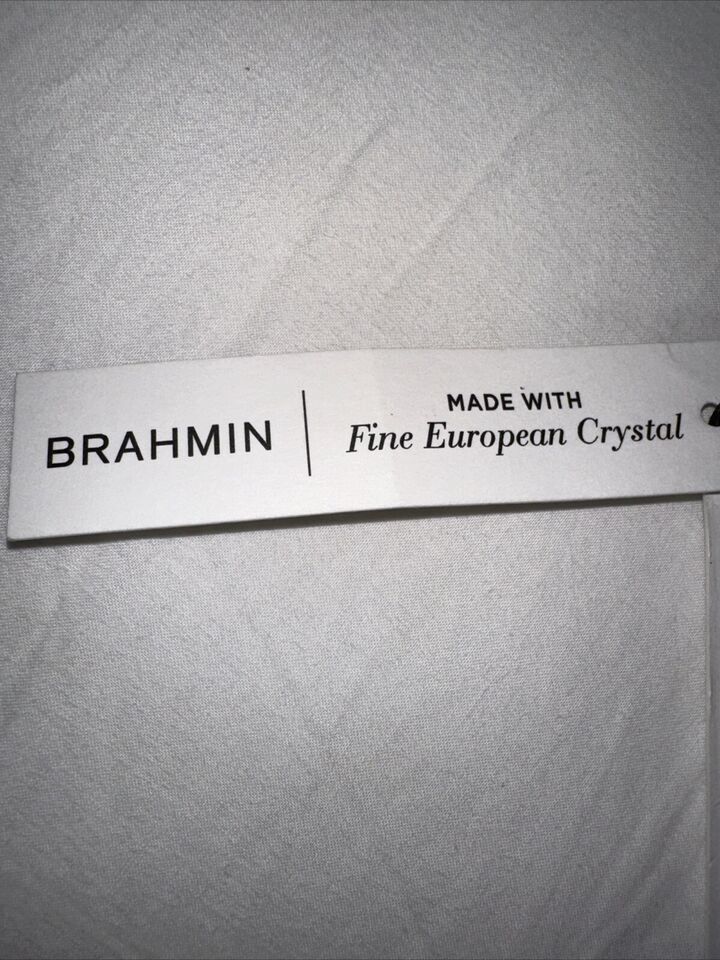 BRAHMIN
MADE WITH
Fine European Crystal